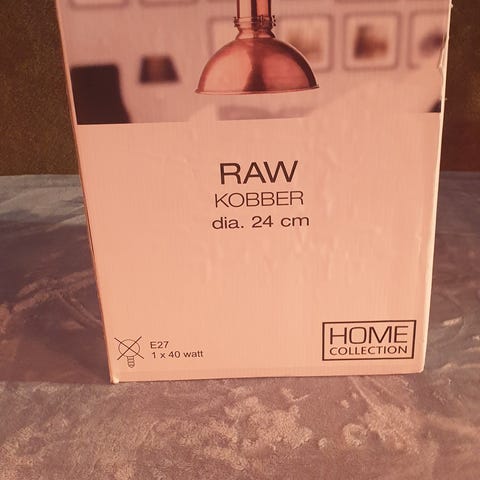 RAW
KOBBER
dia. 24 cm
E27
1 x 40 watt
HOME
COLLECTION